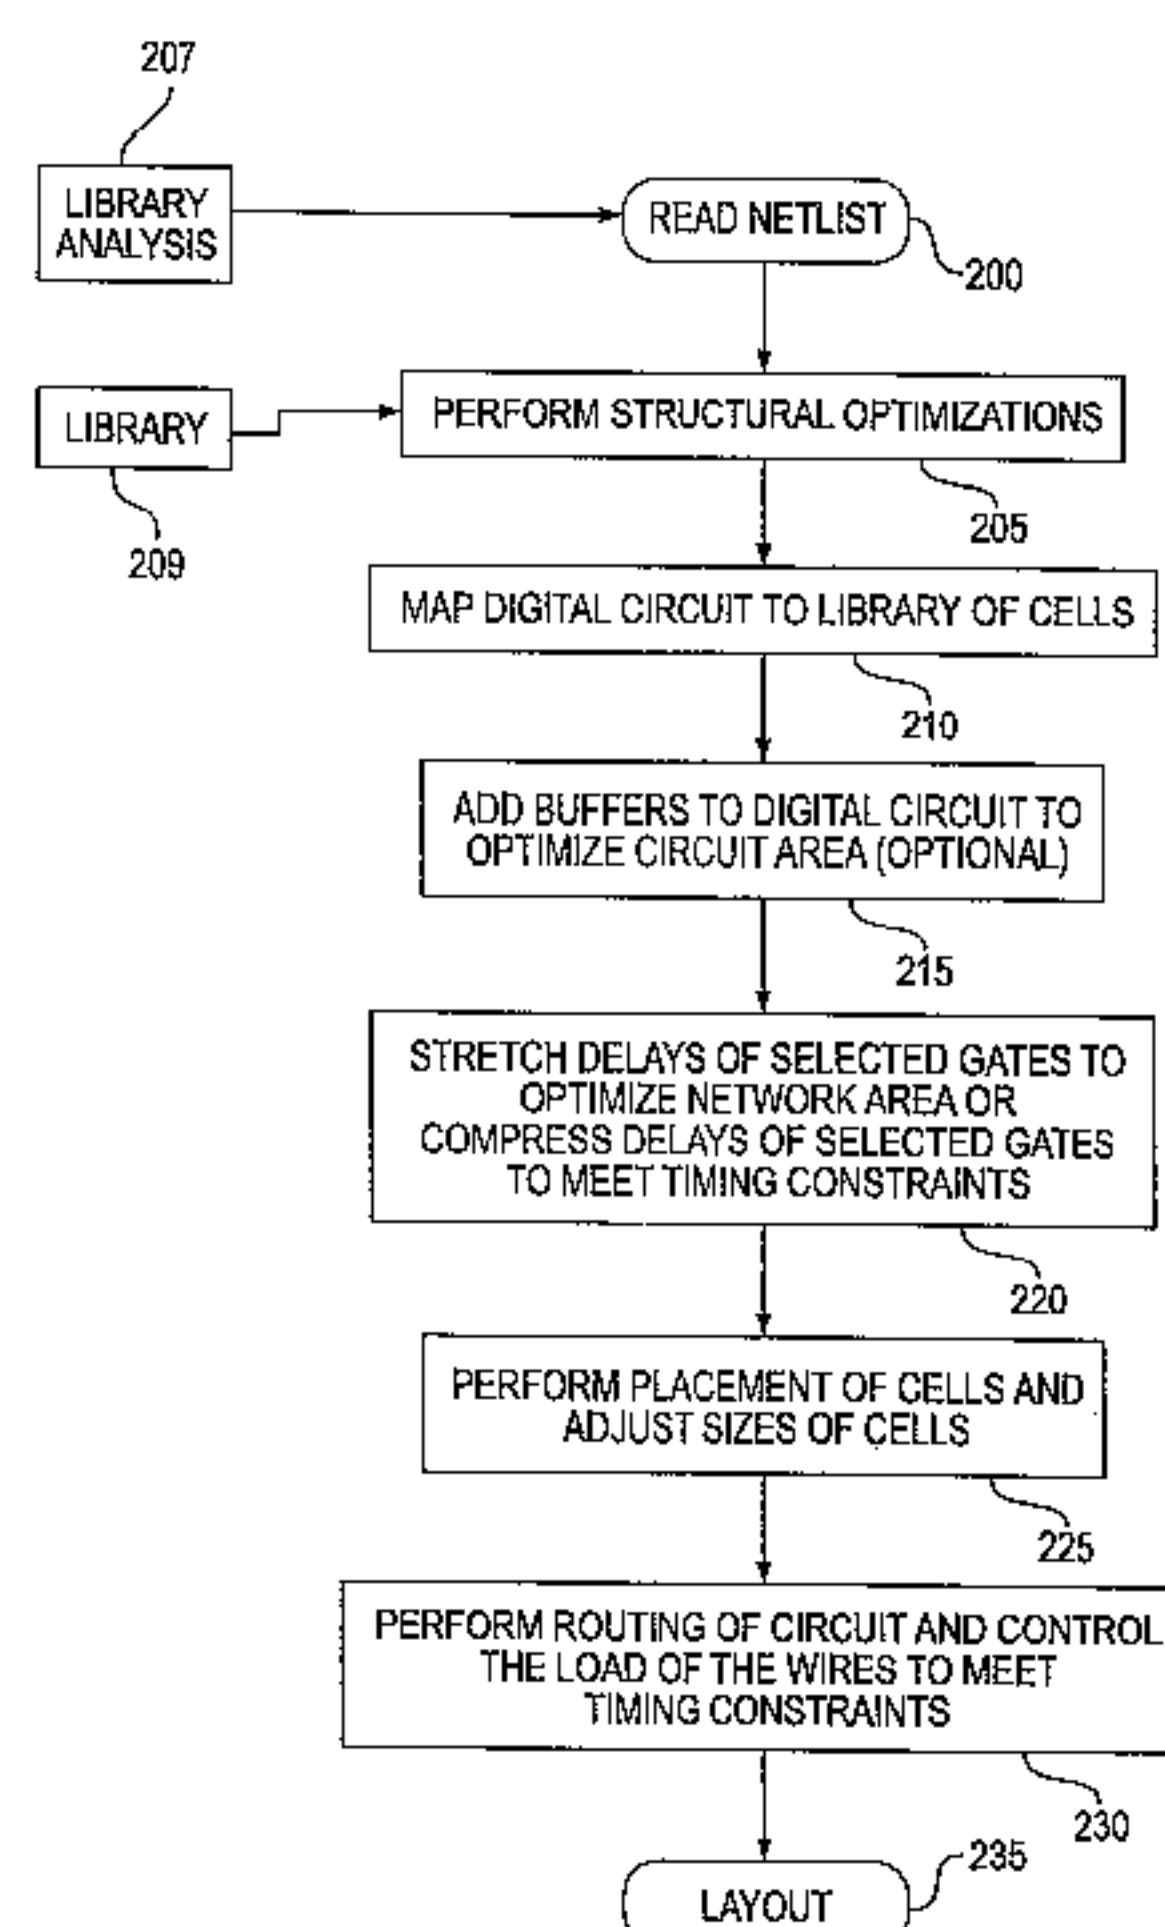 207
LIBRARY
ANALYSIS
READ NETLIST
200
LIBRARY
209
PERFORM STRUCTURAL OPTIMIZATIONS
205
MAP DIGITAL CIRCUIT TO LIBRARY OF CELLS
210
ADD BUFFERS TO DIGITAL CIRCUIT TO
OPTIMIZE CIRCUIT AREA (OPTIONAL)
215
STRETCH DELAYS OF SELECTED GATES TO
OPTIMIZE NETWORK AREA OR
COMPRESS DELAYS OF SELECTED GATES
TO MEET TIMING CONSTRAINTS
220
PERFORM PLACEMENT OF CELLS AND
ADJUST SIZES OF CELLS
225
PERFORM ROUTING OF CIRCUIT AND CONTROL
THE LOAD OF THE WIRES TO MEET
TIMING CONSTRAINTS
230
235
LAYOUT